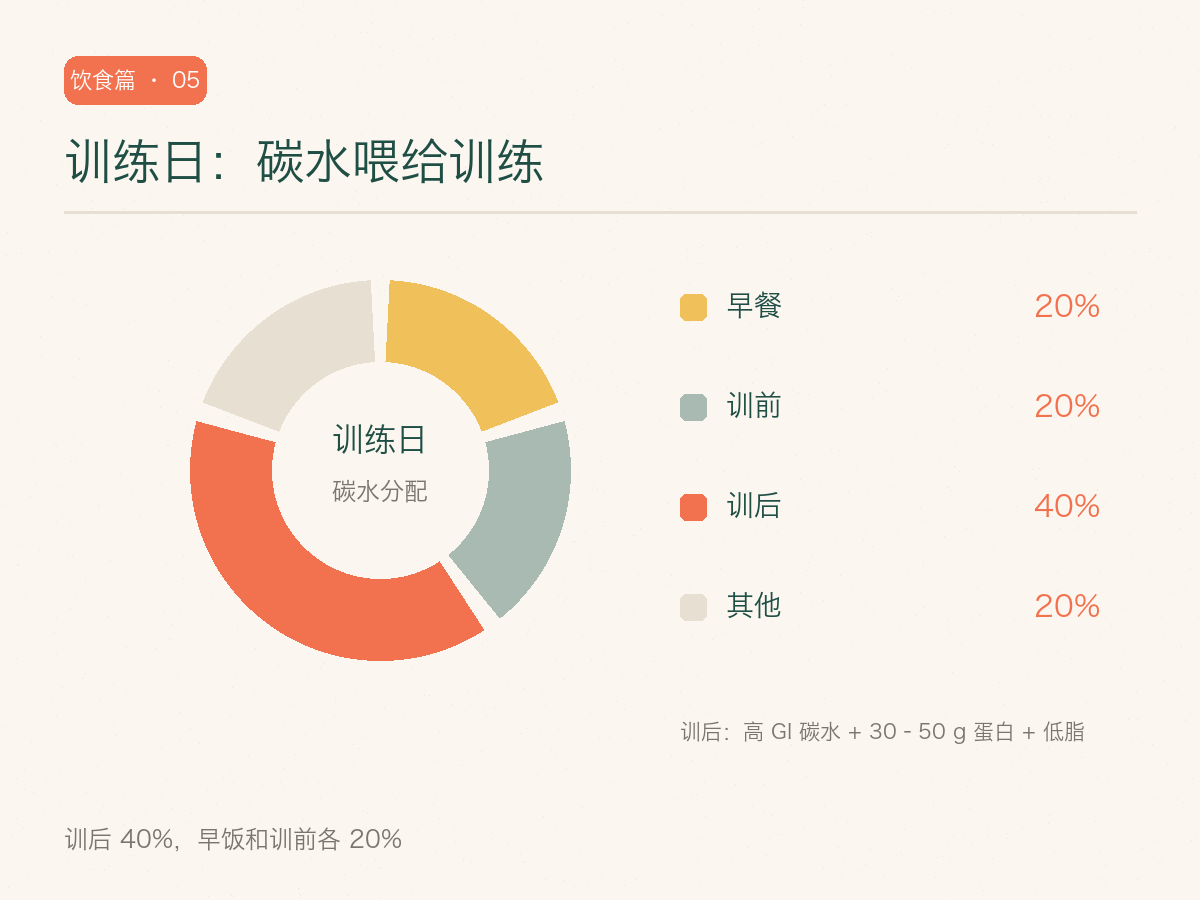 饮食篇 · 05
训练日：碳水喂给训练
训练日
碳水分配
早餐 20%
训前 20%
训后 40%
其他 20%
训后：高 GI 碳水 + 30 - 50 g 蛋白 + 低脂
训后 40%，早饭和训前各 20%